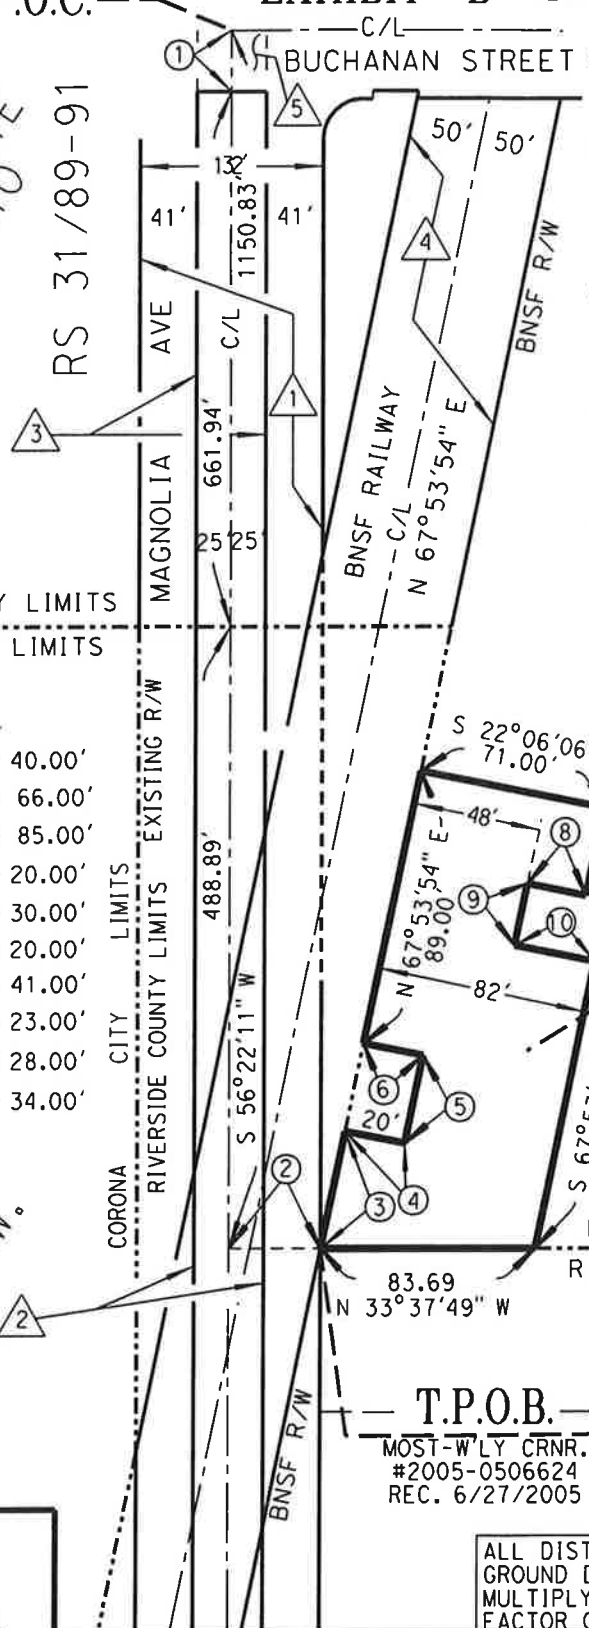 .O.C.
C/L
BUCHANAN STREET
1
5
RS 31/89-91
132'
50'
50'
41'
1150.83'
41'
4
BNSF R/W
MAGNOLIA AVE
C/L
3
1
661.94'
BNSF RAILWAY
C/L
N 67°53'54" E
25'
25'
LIMITS
LIMITS
EXISTING R/W
S 22°06'06
71.00'
40.00'
66.00'
85.00'
20.00'
30.00'
20.00'
41.00'
23.00'
28.00'
34.00'
48'
8
9
10
N 67°53'54" E
89.00'
488.89'
CORONA CITY LIMITS
RIVERSIDE COUNTY LIMITS
82'
S 56°22'11" W
6
5
20'
2
3
4
S 67°53'
R
83.69
N 33°37'49" W
W.
2
BNSF R/W
T.P.O.B.
MOST-W'LY CRNR.
#2005-0506624
REC. 6/27/2005
ALL DIST
GROUND D
MULTIPLY
FACTOR